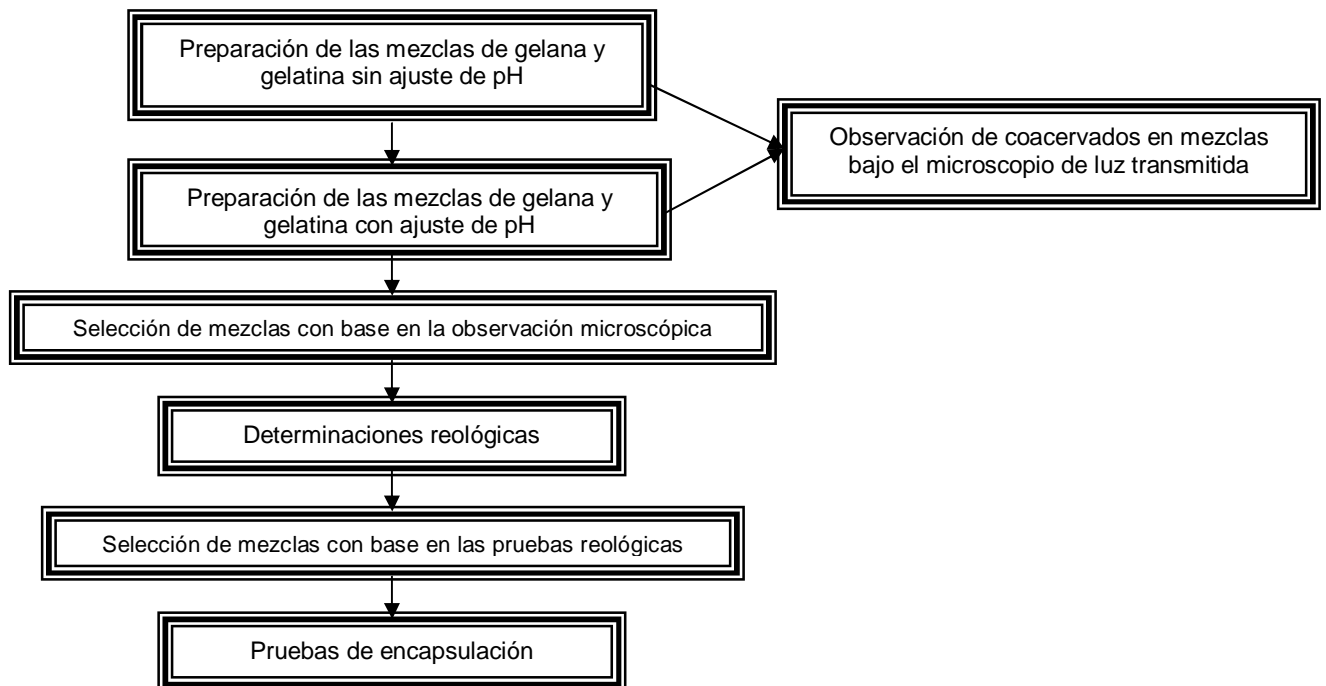 Preparación de las mezclas de gelana y
gelatina sin ajuste de pH
Observación de coacervados en mezclas
bajo el microscopio de luz transmitida
Preparación de las mezclas de gelana y
gelatina con ajuste de pH
Selección de mezclas con base en la observación microscópica
Determinaciones reológicas
Selección de mezclas con base en las pruebas reológicas
Pruebas de encapsulación